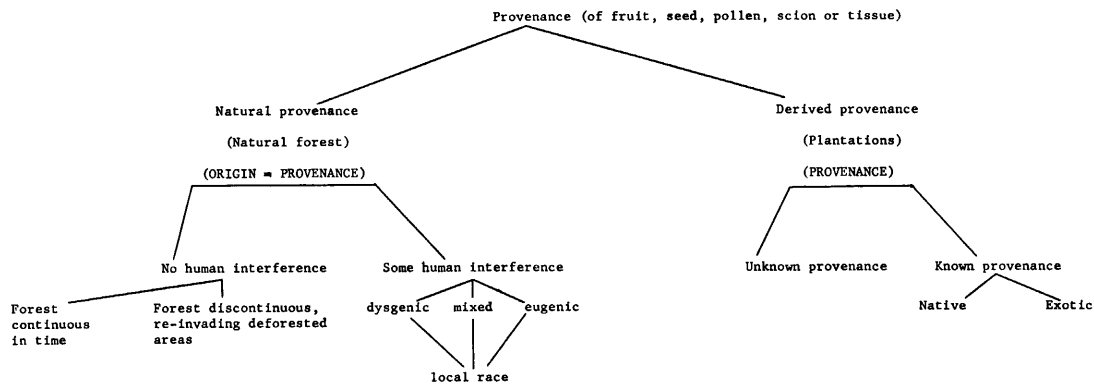 Provenance (of fruit, seed, pollen, scion or tissue)
Natural provenance
Derived provenance
(Natural forest)
(Plantations)
(ORIGIN = PROVENANCE)
(PROVENANCE)
No human interference
Some human interference
Unknown provenance
Known provenance
Forest
continuous
in time
Forest discontinuous,
re-invading deforested
areas
dysgenic
mixed
eugenic
Native
Exotic
local race